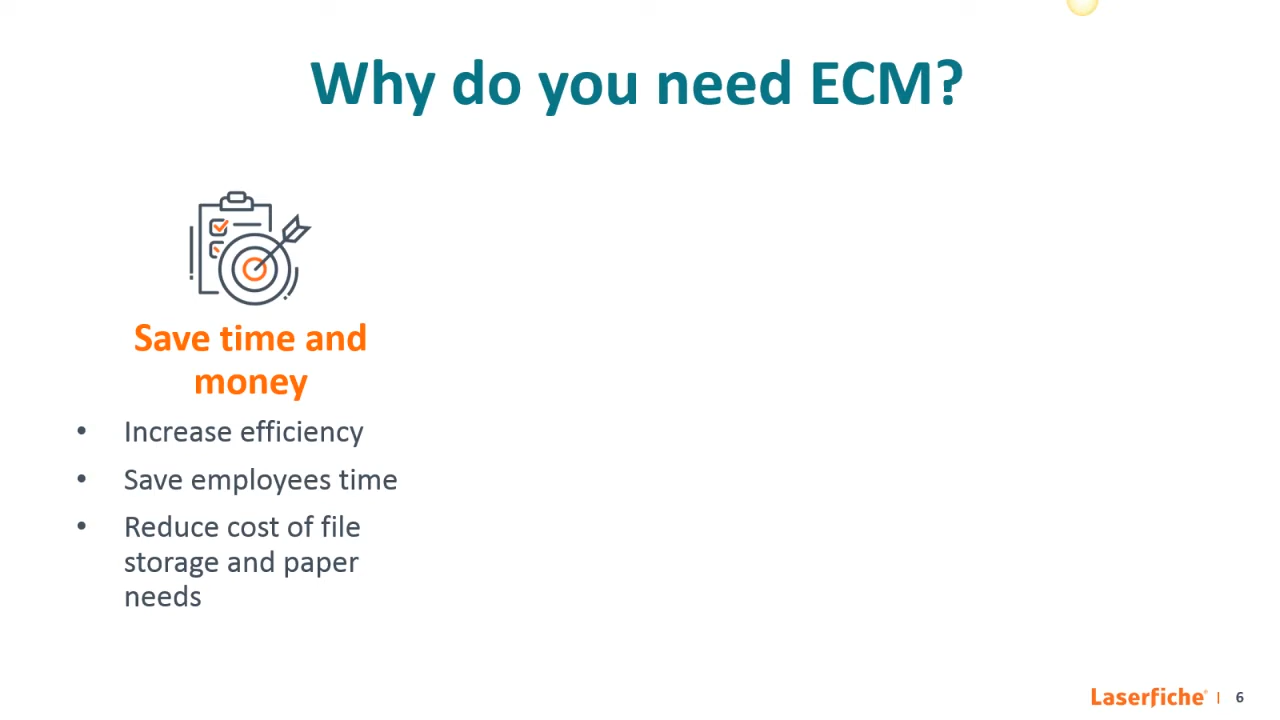 Why do you need ECM?
Save time and
money
• Increase efficiency
• Save employees time
• Reduce cost of file
storage and paper
needs
Laserfiche® | 6